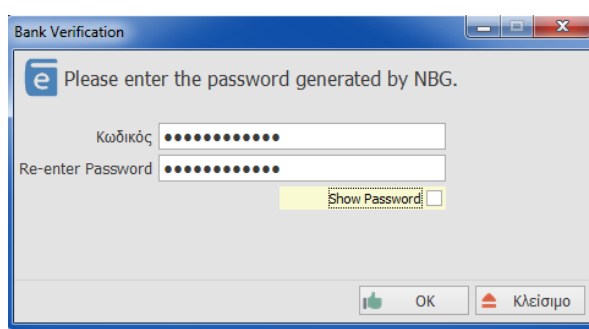 Bank Verification
e Please enter the password generated by NBG.
Κωδικός ●●●●●●●●●●●●
Re-enter Password ●●●●●●●●●●●●
Show Password
OK Κλείσιμο